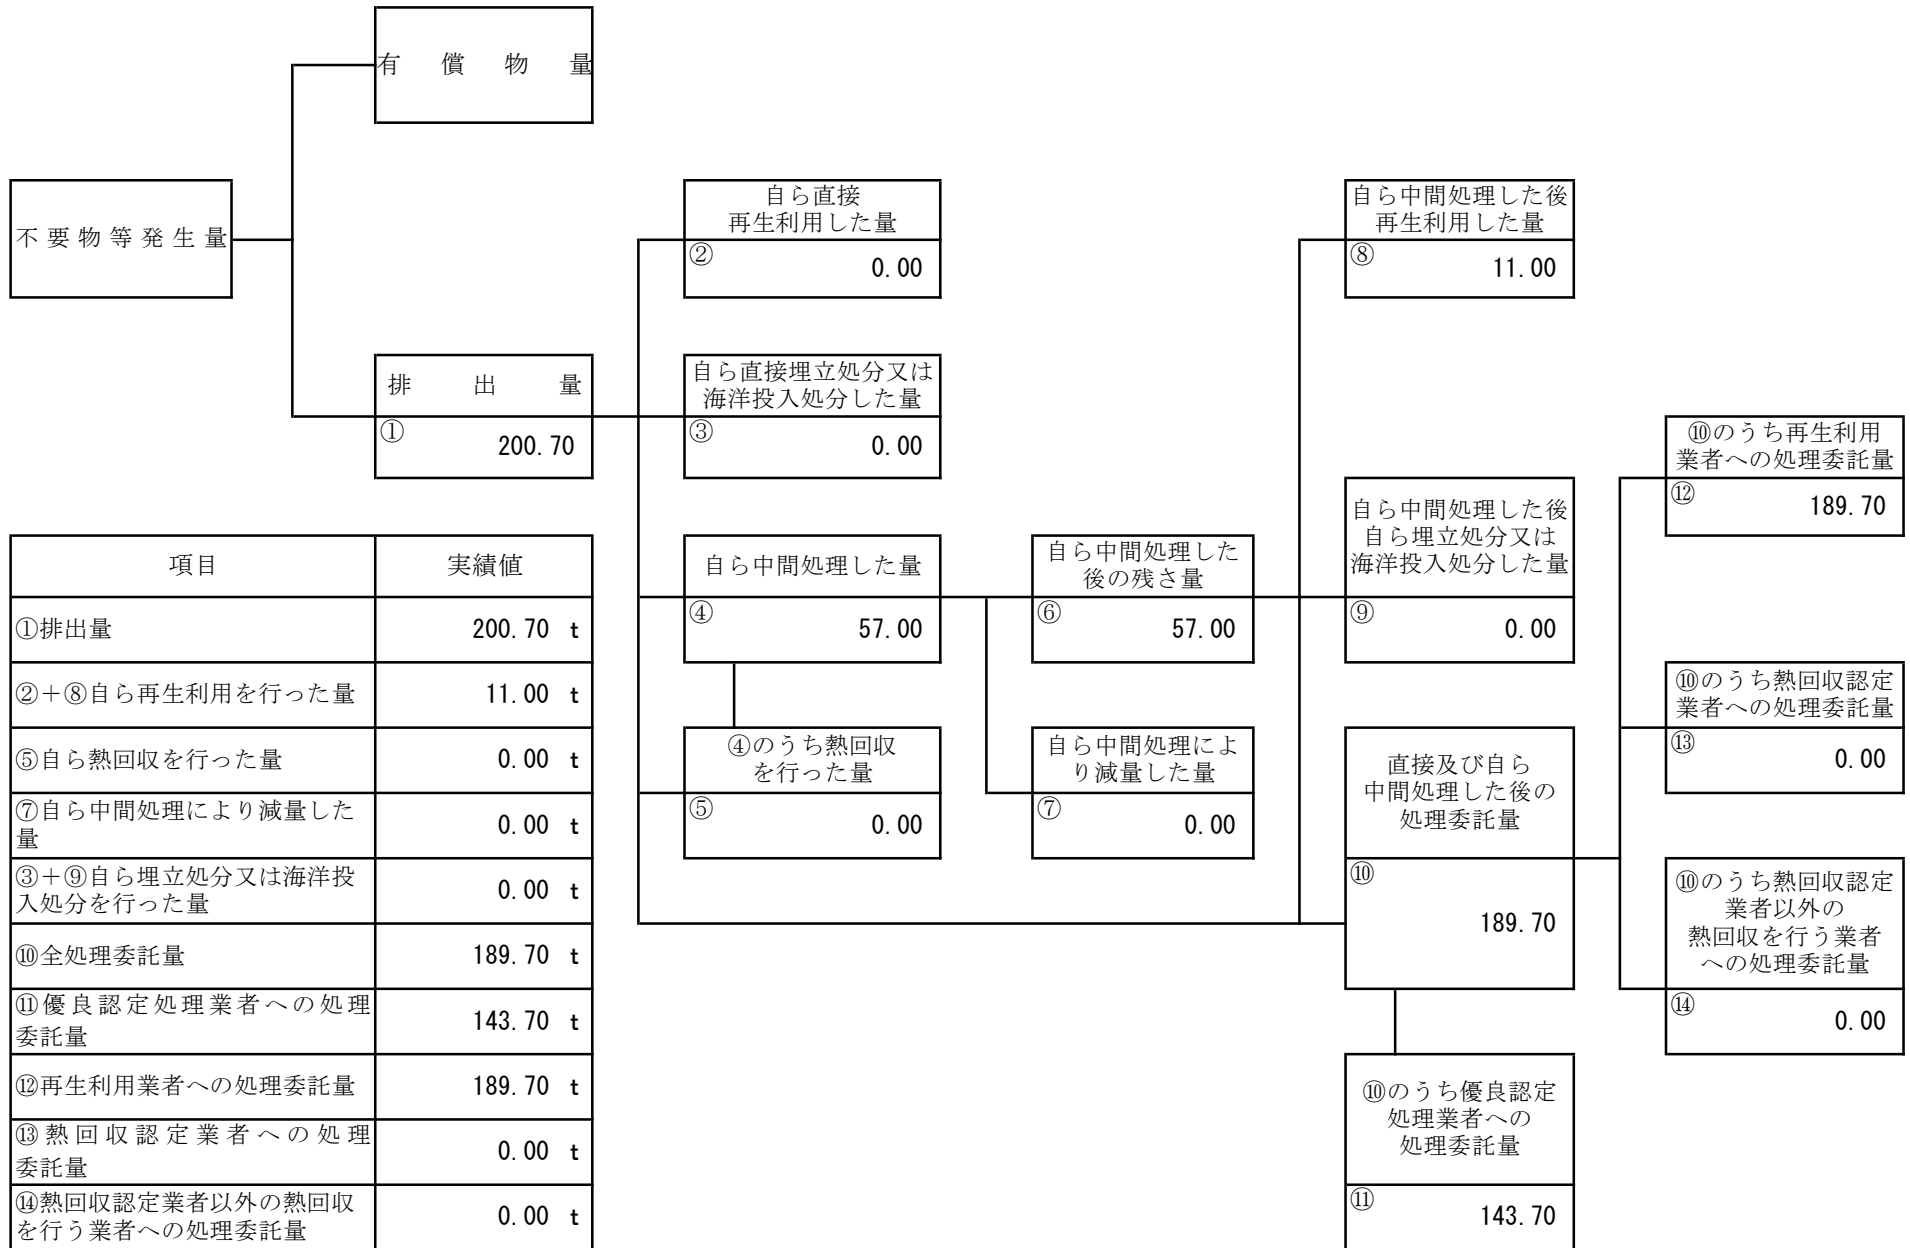 有償物量
不要物等発生量
排出量
①
200.70
自ら直接
再生利用した量
②
0.00
自ら直接埋立処分又は
海洋投入処分した量
③
0.00
自ら中間処理した量
④
57.00
④のうち熱回収
を行った量
⑤
0.00
自ら中間処理した
後の残さ量
⑥
57.00
自ら中間処理によ
り減量した量
⑦
0.00
自ら中間処理した後
再生利用した量
⑧
11.00
自ら中間処理した後
自ら埋立処分又は
海洋投入処分した量
⑨
0.00
直接及び自ら
中間処理した後の
処理委託量
⑩
189.70
⑩のうち優良認定
処理業者への
処理委託量
⑪
143.70
⑩のうち再生利用
業者への処理委託量
⑫
189.70
⑩のうち熱回収認定
業者への処理委託量
⑬
0.00
⑩のうち熱回収認定
業者以外の
熱回収を行う業者
への処理委託量
⑭
0.00
項目 実績値
①排出量 200.70 t
②+⑧自ら再生利用を行った量 11.00 t
⑤自ら熱回収を行った量 0.00 t
⑦自ら中間処理により減量した
量 0.00 t
③+⑨自ら埋立処分又は海洋投
入処分を行った量 0.00 t
⑩全処理委託量 189.70 t
⑪優良認定処理業者への処理
委託量 143.70 t
⑫再生利用業者への処理委託量 189.70 t
⑬熱回収認定業者への処理
委託量 0.00 t
⑭熱回収認定業者以外の熱回収
を行う業者への処理委託量 0.00 t